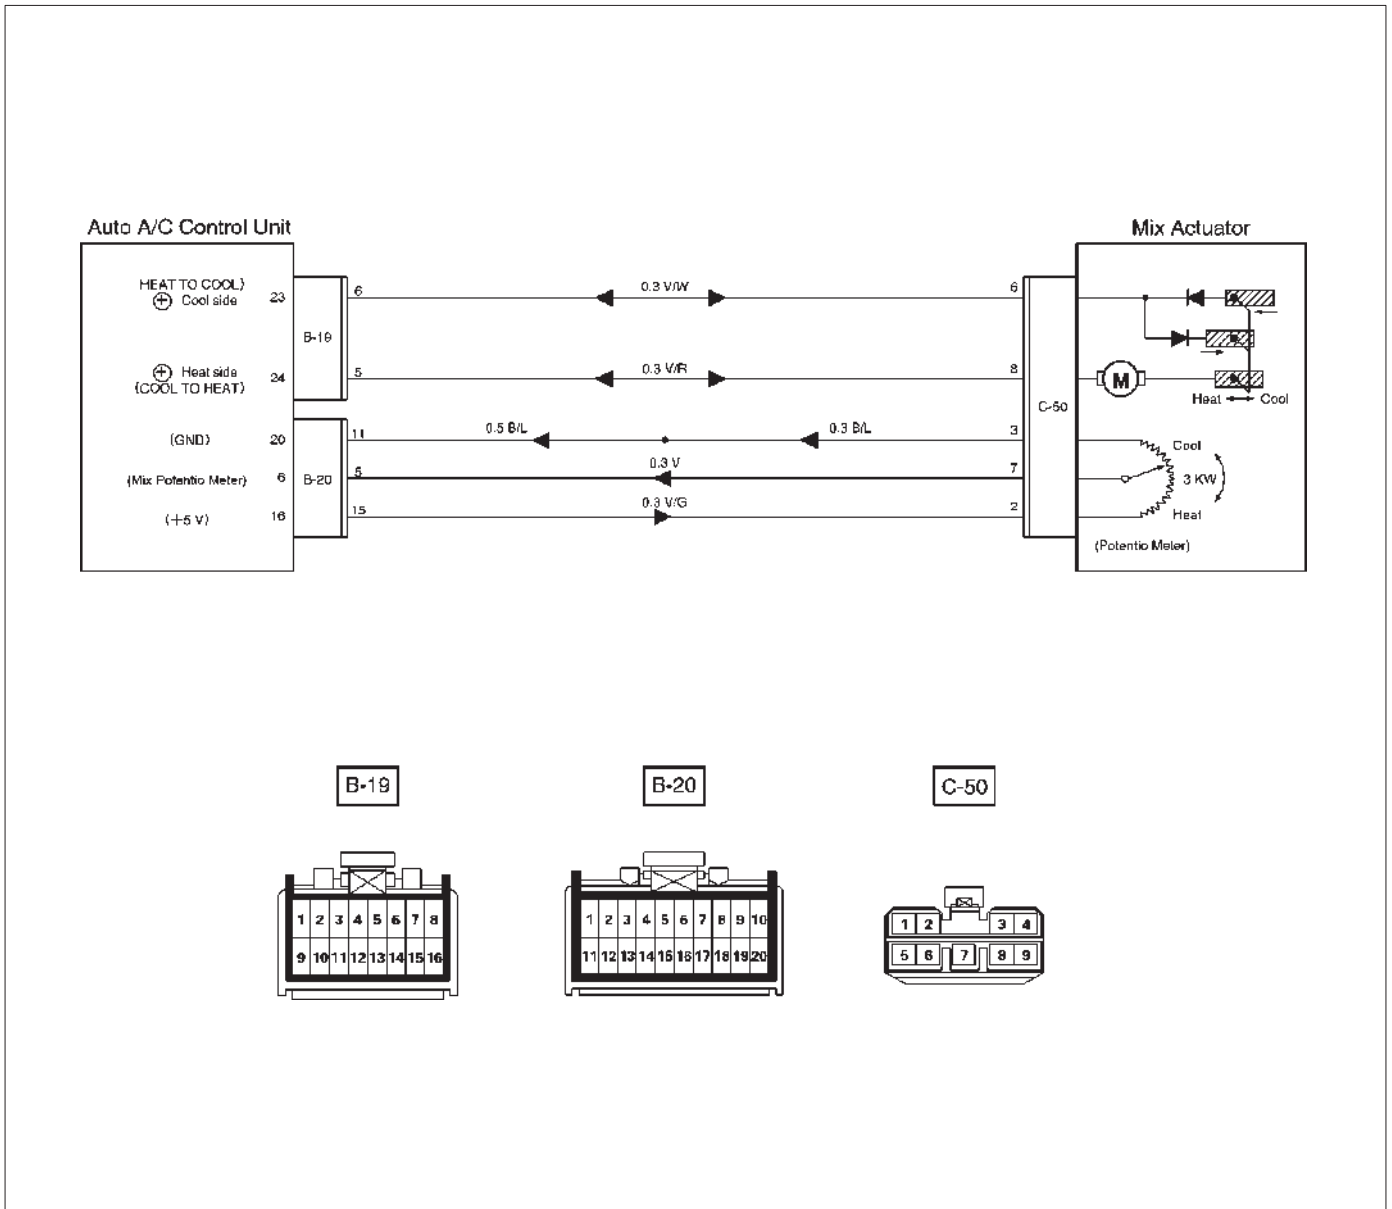 Auto A/C Control Unit
Mix Actuator
HEAT TO COOL)
+ Cool side
23
6
0.3 V/W
6
B-19
+ Heat side
(COOL TO HEAT)
24
5
0.3 V/R
8
M
Heat
Cool
C-50
(GND)
20
11
0.5 B/L
0.3 B/L
3
Cool
(Mix Potentio Meter)
6
B-20
5
0.3 V
7
3 KW
(+5 V)
16
15
0.3 V/G
2
Heat
(Potentio Meter)
B-19
B-20
C-50
1 2 3 4 5 6 7 8
9 10 11 12 13 14 15 16
1 2 3 4 5 6 7 8 9 10
11 12 13 14 15 16 17 18 19 20
1 2 3 4
5 6 7 8 9